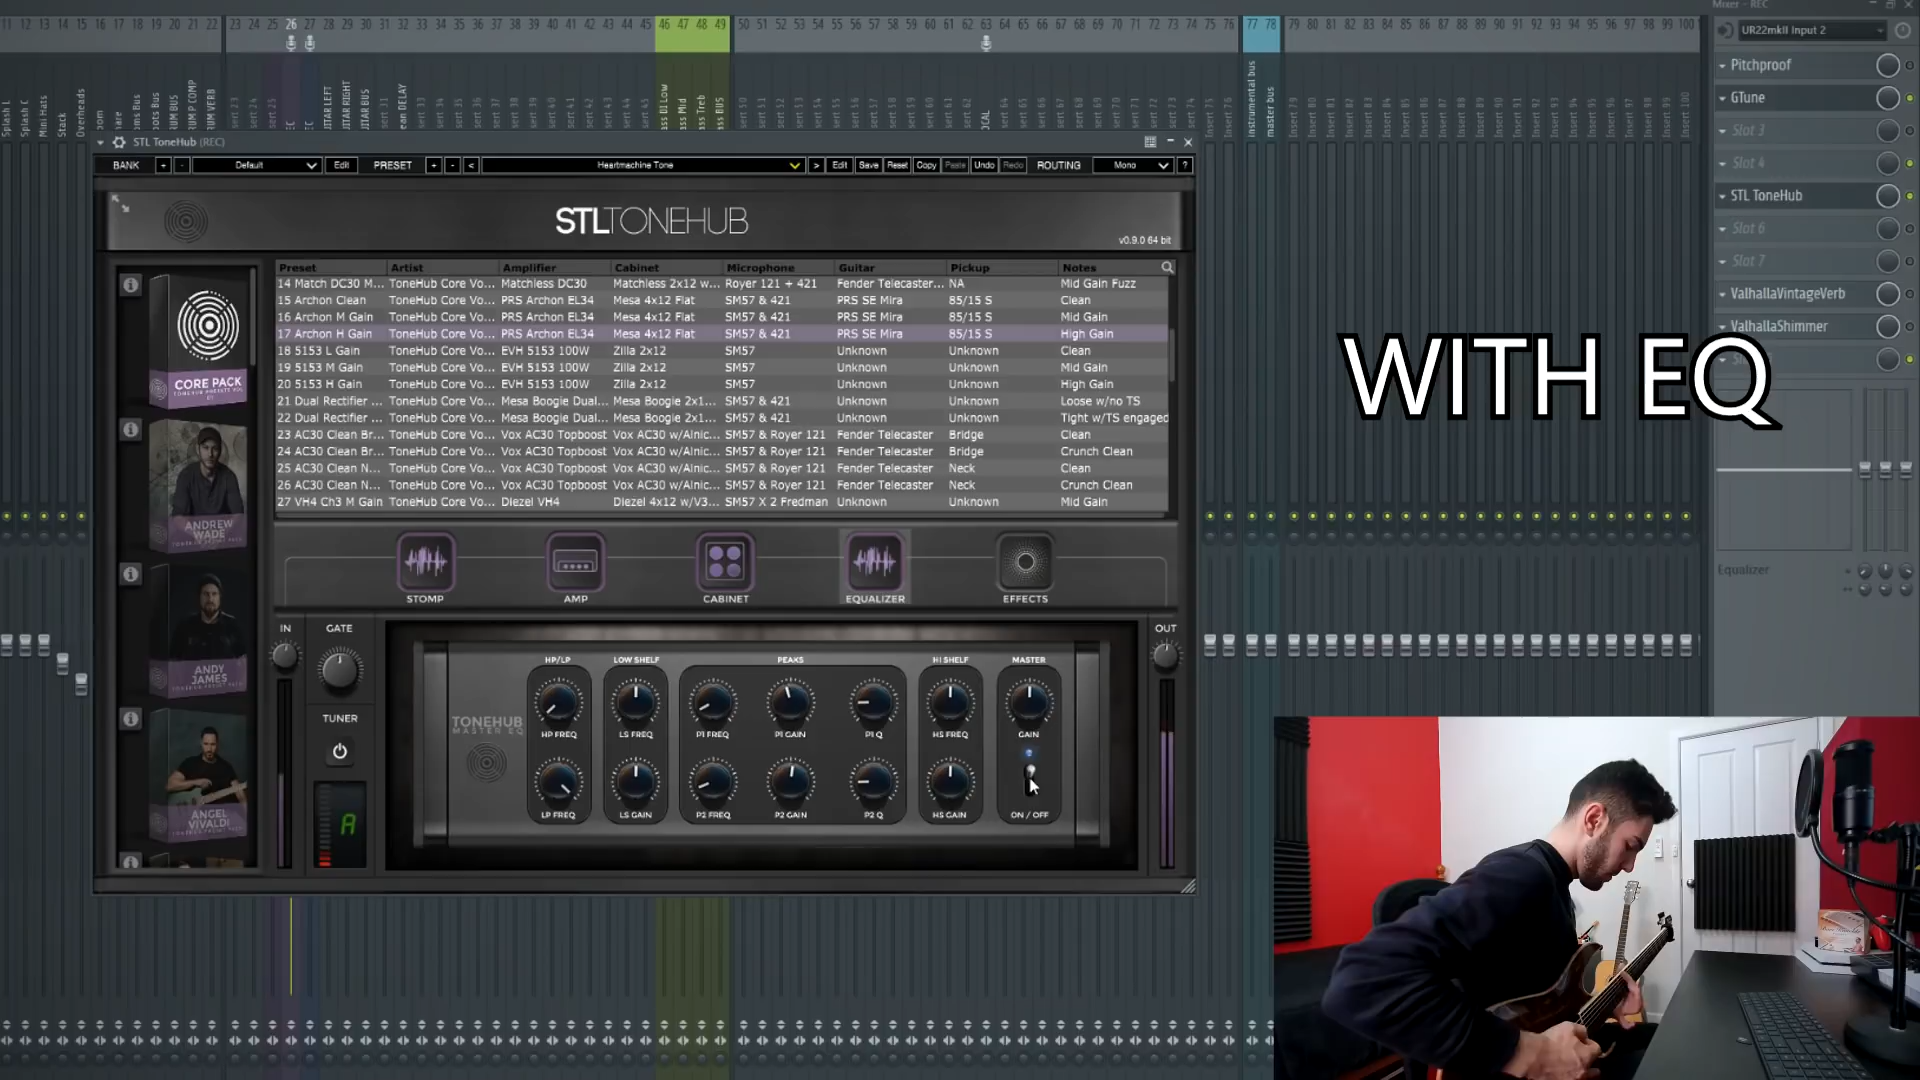 Mixer - REC
UR22mkII Input 2
Pitchproof
GTune
Slot 3
Slot 4
STL ToneHub
Slot 6
Slot 7
ValhallaVintageVerb
ValhallaShimmer
Equalizer
WITH EQ
STL ToneHub (REC)
BANK + - Default Edit PRESET + - < Heartmachine Tone > Edit Save Reset Copy Paste Undo Redo ROUTING Mono ?
STLTONEHUB
v0.9.0 64 bit
Preset Artist Amplifier Cabinet Microphone Guitar Pickup Notes
14 Match DC30 M... ToneHub Core Vo... Matchless DC30 Matchless 2x12 w... Royer 121 + 421 Fender Telecaster... NA Mid Gain Fuzz
15 Archon Clean ToneHub Core Vo... PRS Archon EL34 Mesa 4x12 Flat SM57 & 421 PRS SE Mira 85/15 S Clean
16 Archon M Gain ToneHub Core Vo... PRS Archon EL34 Mesa 4x12 Flat SM57 & 421 PRS SE Mira 85/15 S Mid Gain
17 Archon H Gain ToneHub Core Vo... PRS Archon EL34 Mesa 4x12 Flat SM57 & 421 PRS SE Mira 85/15 S High Gain
18 5153 L Gain ToneHub Core Vo... EVH 5153 100W Zilla 2x12 SM57 Unknown Unknown Clean
19 5153 M Gain ToneHub Core Vo... EVH 5153 100W Zilla 2x12 SM57 Unknown Unknown Mid Gain
20 5153 H Gain ToneHub Core Vo... EVH 5153 100W Zilla 2x12 SM57 Unknown Unknown High Gain
21 Dual Rectifier ... ToneHub Core Vo... Mesa Boogie Dual... Mesa Boogie 2x1... SM57 & 421 Unknown Unknown Loose w/no TS
22 Dual Rectifier ... ToneHub Core Vo... Mesa Boogie Dual... Mesa Boogie 2x1... SM57 & 421 Unknown Unknown Tight w/TS engaged
23 AC30 Clean Br... ToneHub Core Vo... Vox AC30 Topboost Vox AC30 w/Alnic... SM57 & Royer 121 Fender Telecaster Bridge Clean
24 AC30 Clean Br... ToneHub Core Vo... Vox AC30 Topboost Vox AC30 w/Alnic... SM57 & Royer 121 Fender Telecaster Bridge Crunch Clean
25 AC30 Clean N... ToneHub Core Vo... Vox AC30 Topboost Vox AC30 w/Alnic... SM57 & Royer 121 Fender Telecaster Neck Clean
26 AC30 Clean N... ToneHub Core Vo... Vox AC30 Topboost Vox AC30 w/Alnic... SM57 & Royer 121 Fender Telecaster Neck Crunch Clean
27 VH4 Ch3 M Gain ToneHub Core Vo... Diezel VH4 Diezel 4x12 w/V3... SM57 X 2 Fredman Unknown Unknown Mid Gain
CORE PACK
ANDREW
WADE
ANDY
JAMES
ANGEL
VIVALDI
STOMP AMP CABINET EQUALIZER EFFECTS
IN GATE OUT
TUNER
A
HP/LP LOW SHELF PEAKS HI SHELF MASTER
TONEHUB
MASTER EQ
HP FREQ LS FREQ P1 FREQ P1 GAIN P1 Q HS FREQ GAIN
LP FREQ LS GAIN P2 FREQ P2 GAIN P2 Q HS GAIN ON / OFF